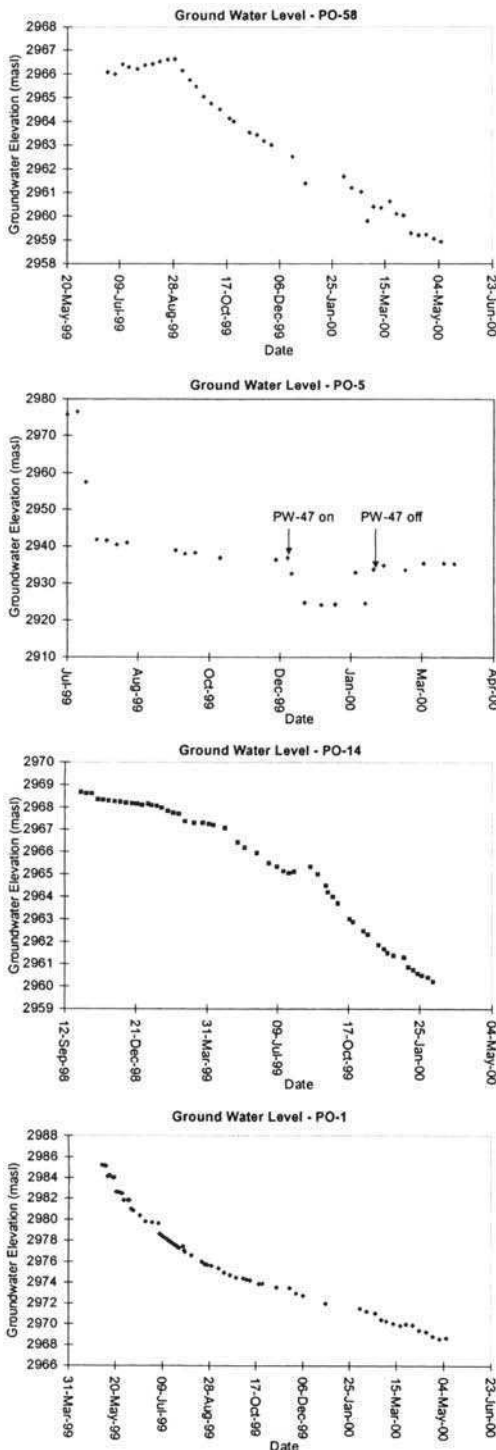 Ground Water Level - PO-58
Groundwater Elevation (masl)
2968
2966
2965
2964
2962
2961
2960
2959
2958
20-May-99
09-Jul-99
28-Aug-99
17-Oct-99
06-Dec-99
25-Jan-00
15-Mar-00
04-May-00
23-Jun-00
Date
Ground Water Level - PO-5
Groundwater Elevation (masl)
2980
2970
2960
2950
2940
2930
2920
2910
PW-47 on
PW-47 off
Jul-99
Aug-99
Oct-99
Dec-99
Jan-00
Mar-00
Apr-00
Date
Ground Water Level - PO-14
Groundwater Elevation (masl)
2970
2969
2968
2967
2966
2965
2963
2962
2961
2960
2959
12-Sep-98
21-Dec-98
31-Mar-99
09-Jul-99
17-Oct-99
25-Jan-00
04-May-00
Date
Ground Water Level - PO-1
Groundwater Elevation (masl)
2988
2986
2984
2982
2980
2978
2976
2974
2972
2970
2968
2966
31-Mar-99
20-May-99
09-Jul-99
28-Aug-99
17-Oct-99
06-Dec-99
25-Jan-00
15-Mar-00
04-May-00
23-Jun-00
Date